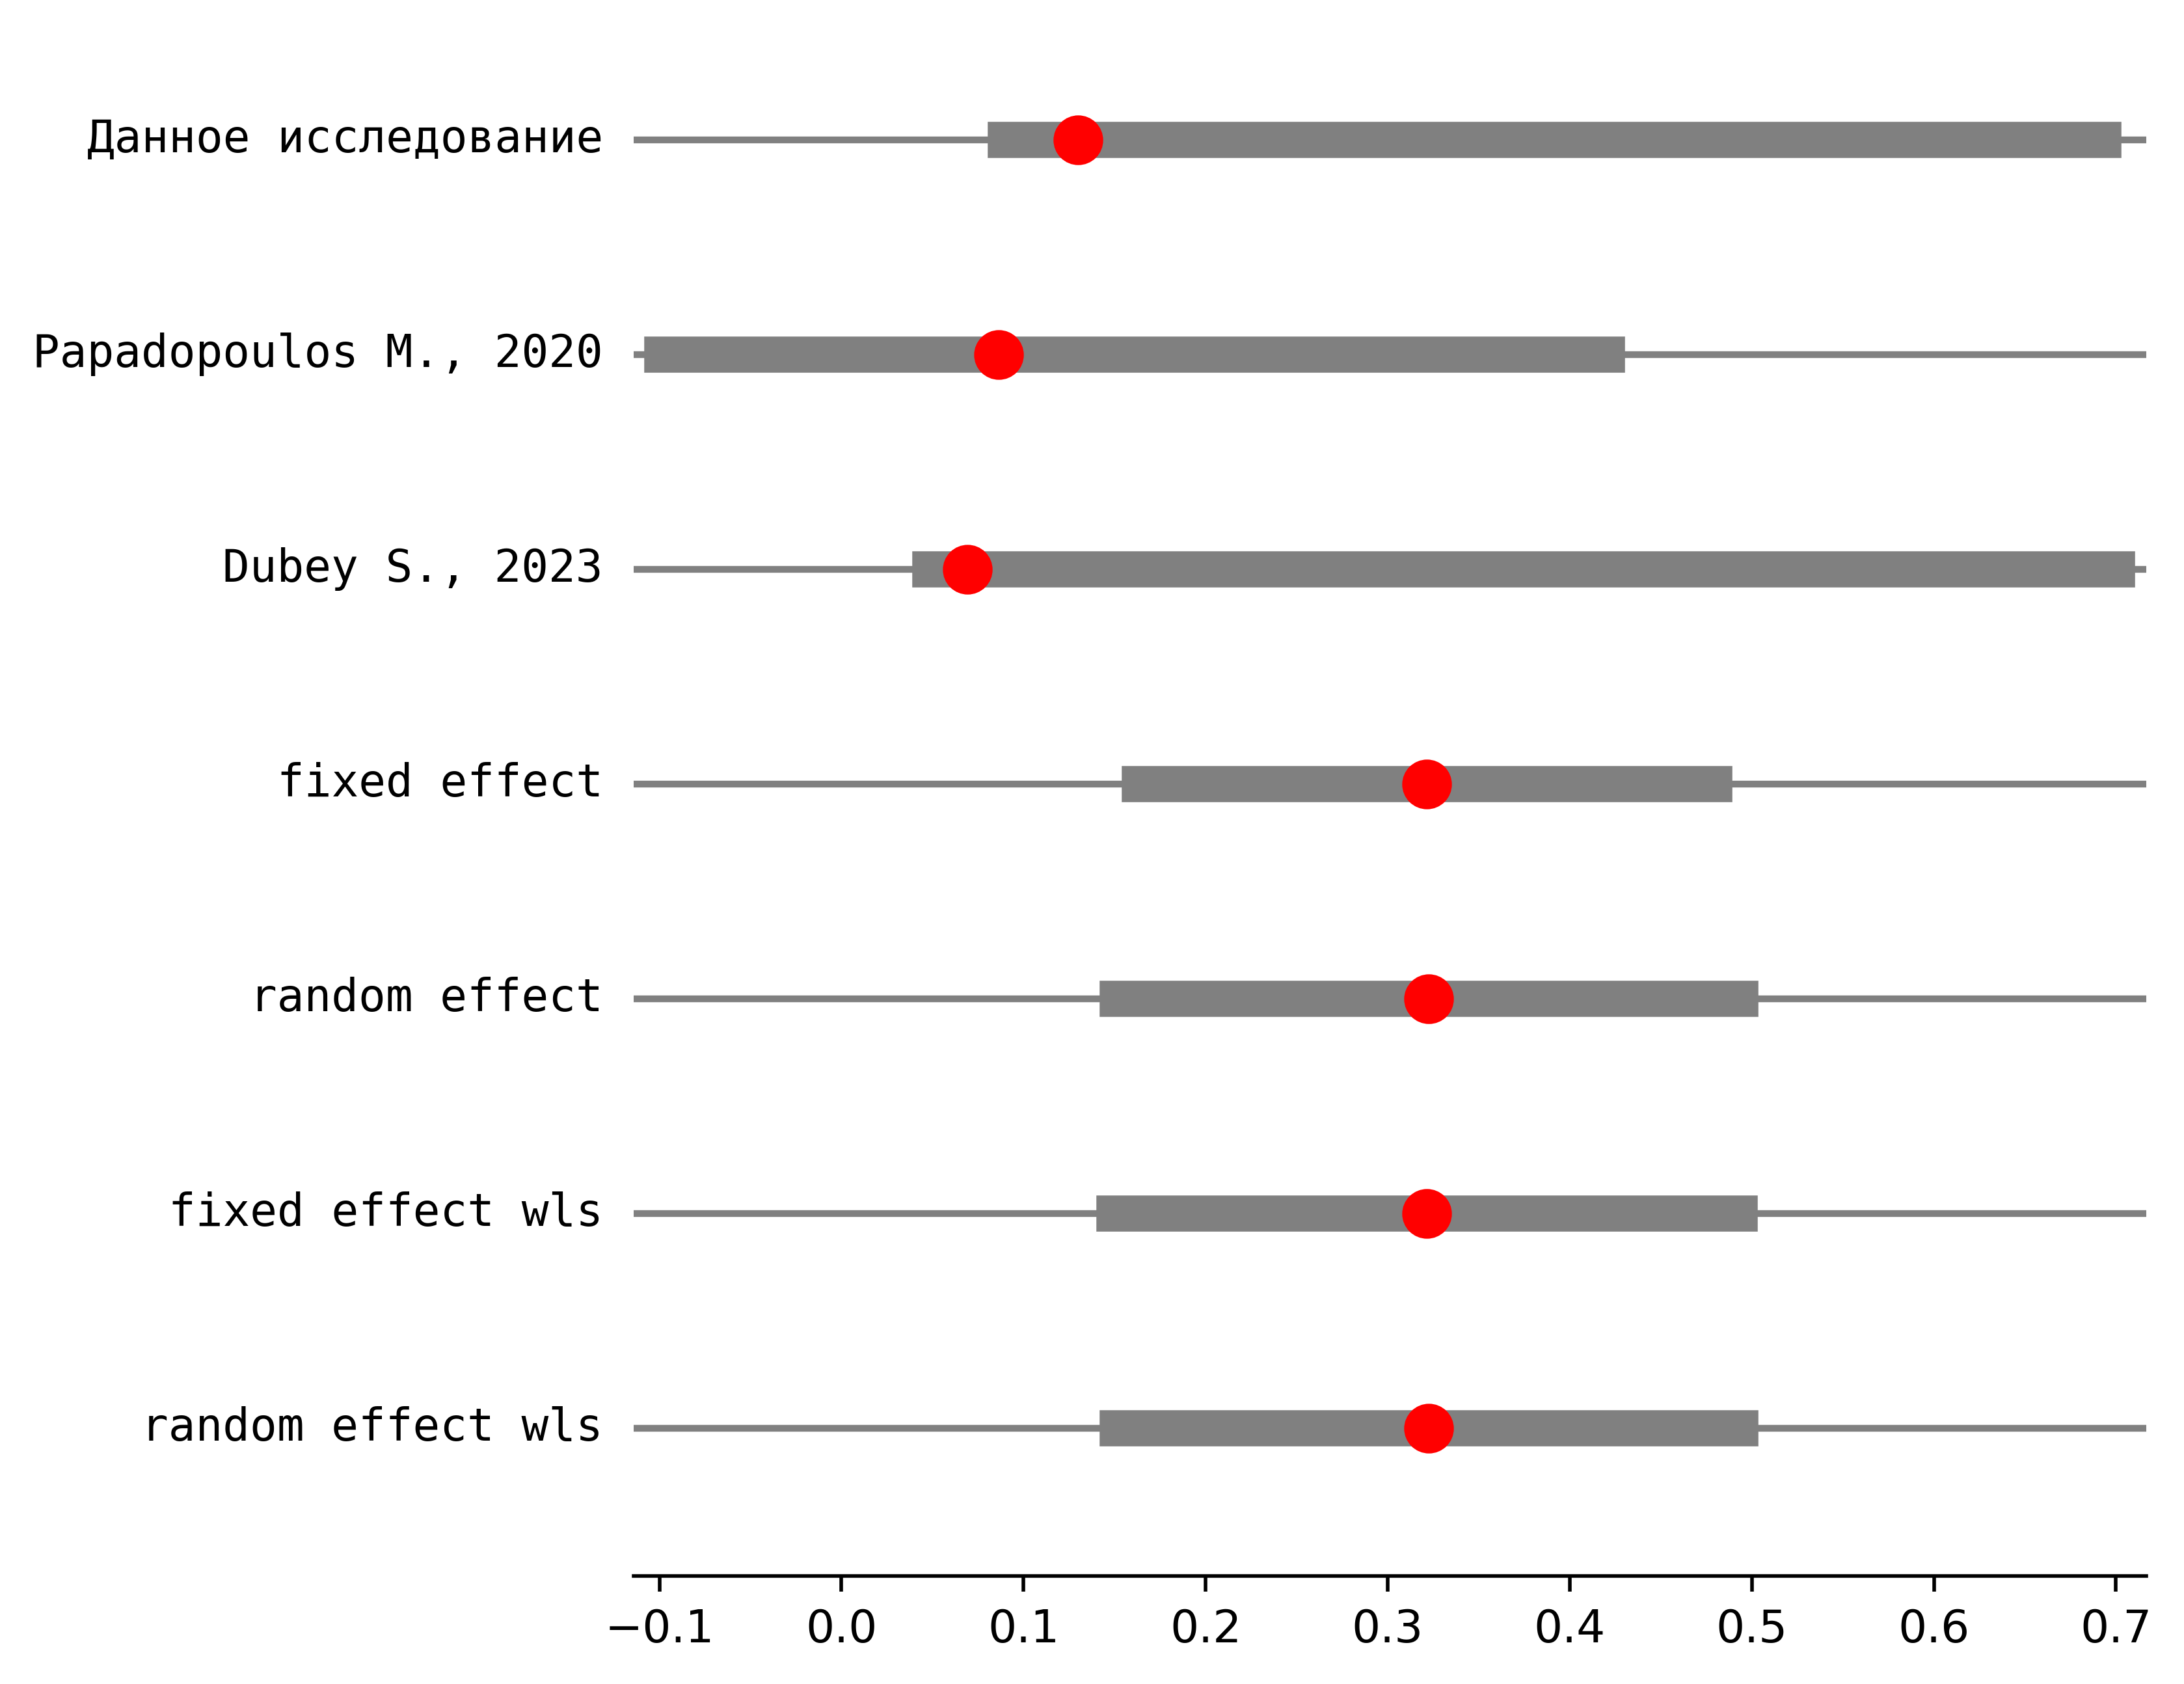 Данное исследование
Papadopoulos M., 2020
Dubey S., 2023
fixed effect
random effect
fixed effect wls
random effect wls
−0.1 0.0 0.1 0.2 0.3 0.4 0.5 0.6 0.7